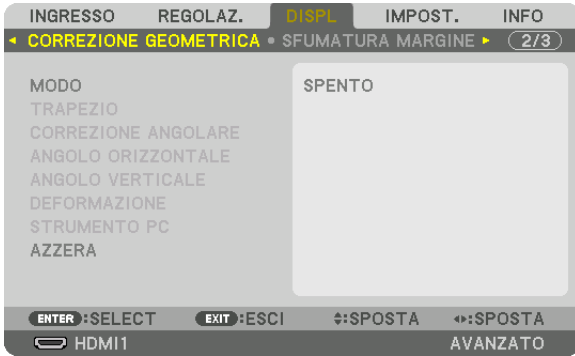 INGRESSO REGOLAZ. DISPL IMPOST. INFO
◂ CORREZIONE GEOMETRICA • SFUMATURA MARGINE ▸ 2/3
MODO SPENTO
TRAPEZIO
CORREZIONE ANGOLARE
ANGOLO ORIZZONTALE
ANGOLO VERTICALE
DEFORMAZIONE
STRUMENTO PC
AZZERA
ENTER :SELECT EXIT :ESCI ♦:SPOSTA ◂▸:SPOSTA
HDMI1 AVANZATO